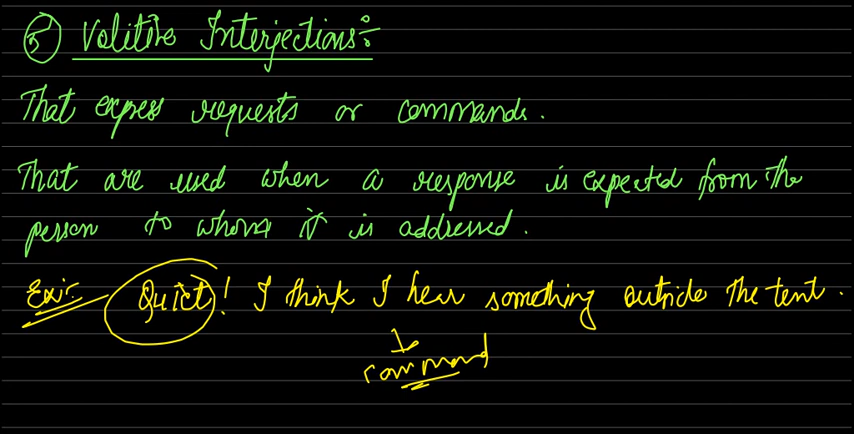 5) Volitive Interjections:-
That express requests or commands.
That are used when a response is expected from the
person to whom it is addressed.
Ex:- Quiet! I think I hear something outside the tent.
↳ command